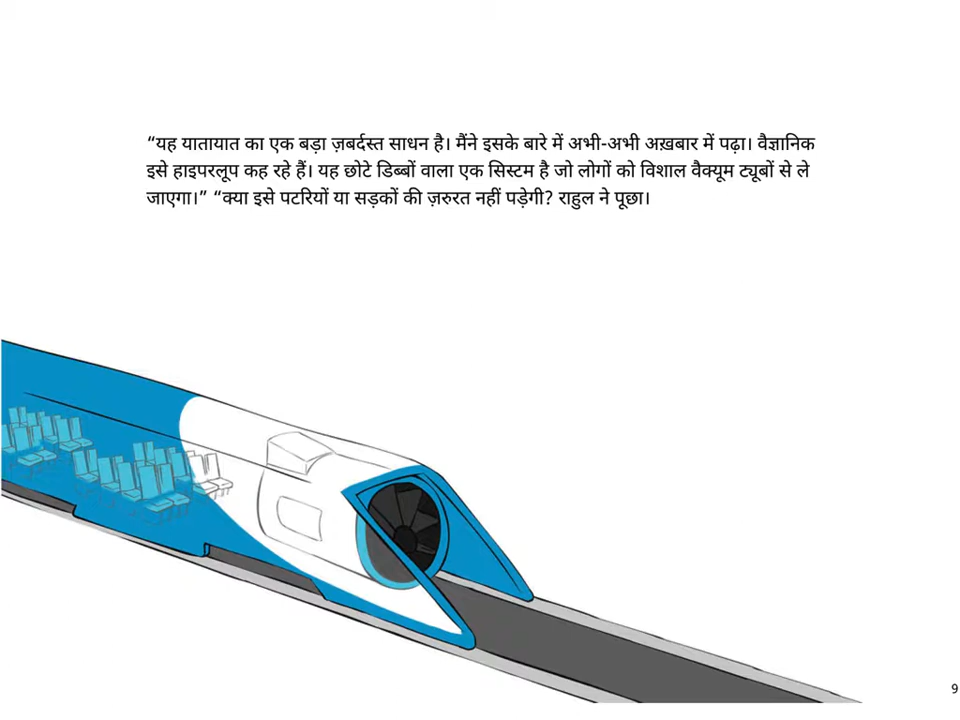 “यह यातायात का एक बड़ा ज़बर्दस्त साधन है। मैंने इसके बारे में अभी-अभी अख़बार में पढ़ा। वैज्ञानिक
इसे हाइपरलूप कह रहे हैं। यह छोटे डिब्बों वाला एक सिस्टम है जो लोगों को विशाल वैक्यूम ट्यूबों से ले
जाएगा।” “क्या इसे पटरियों या सड़कों की ज़रुरत नहीं पड़ेगी? राहुल ने पूछा।
9